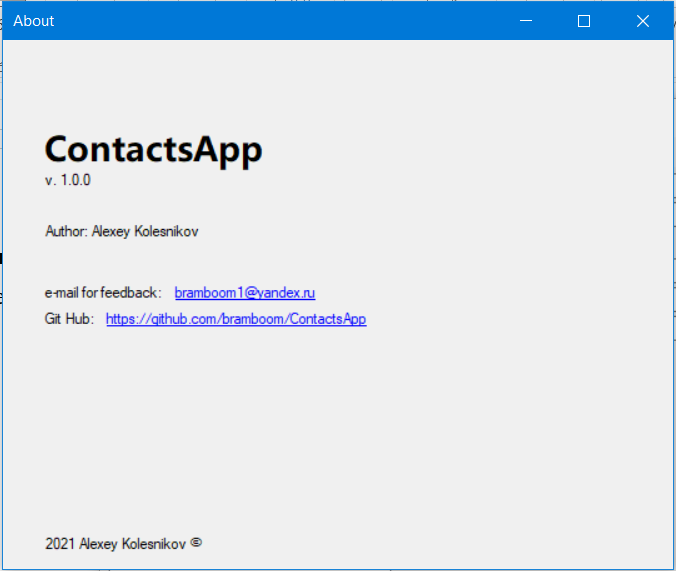 About
ContactsApp
v. 1.0.0
Author: Alexey Kolesnikov
e-mail for feedback: bramboom1@yandex.ru
Git Hub: https://github.com/bramboom/ContactsApp
2021 Alexey Kolesnikov ©